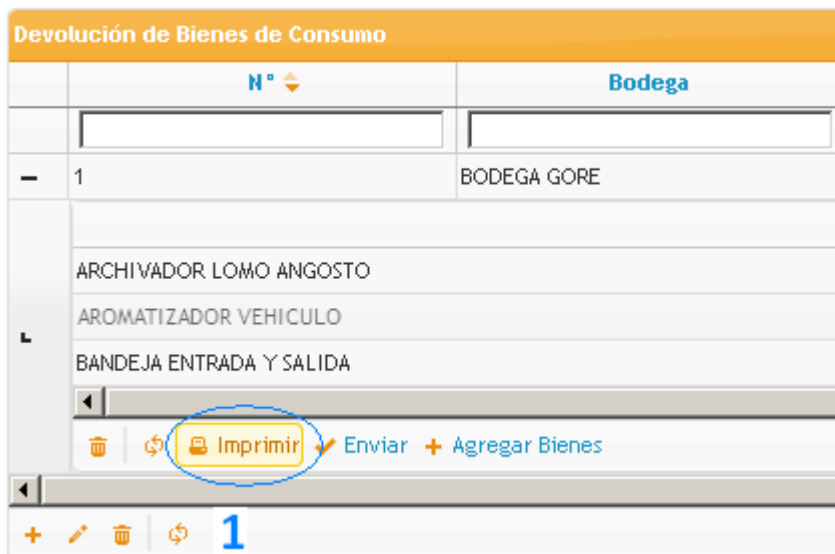 Devolución de Bienes de Consumo
N° Bodega
1 BODEGA GORE
ARCHIVADOR LOMO ANGOSTO
AROMATIZADOR VEHICULO
BANDEJA ENTRADA Y SALIDA
Imprimir Enviar Agregar Bienes
1